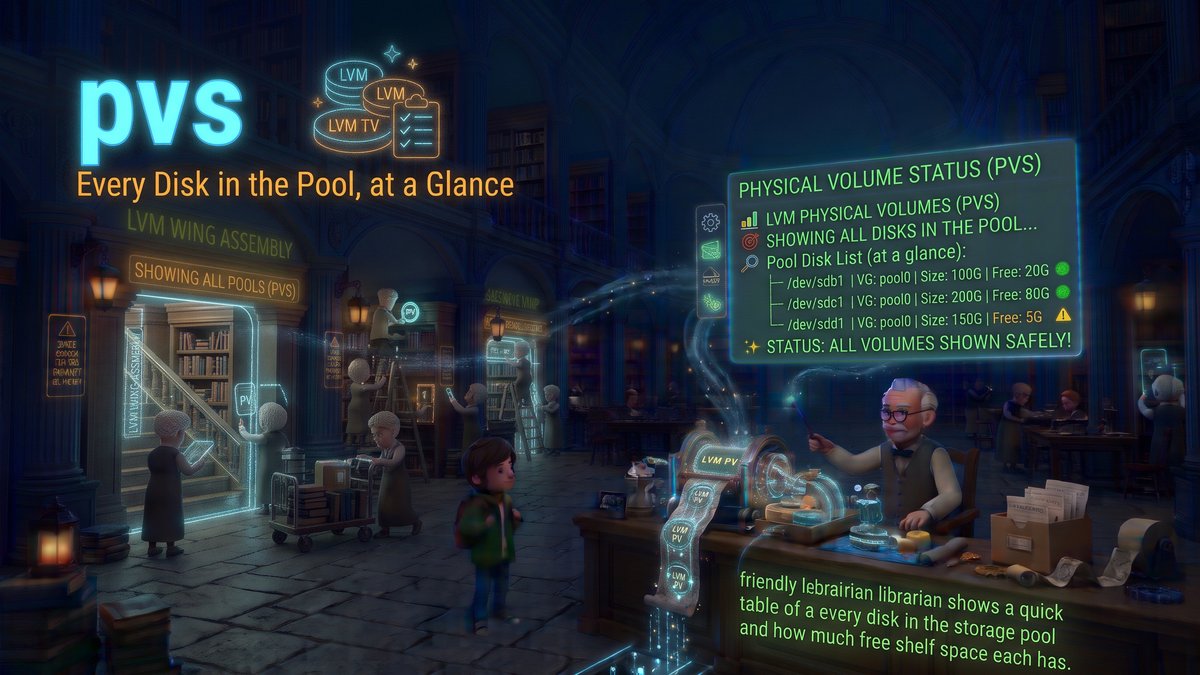 pvs
LVM
LVM
LVM TV
Every Disk in the Pool, at a Glance
LVM WING ASSEMBLY
SHOWING ALL POOLS (PVS)
PV
PV
PHYSICAL VOLUME STATUS (PVS)
LVM PHYSICAL VOLUMES (PVS)
SHOWING ALL DISKS IN THE POOL...
Pool Disk List (at a glance):
/dev/sdb1 | VG: pool0 | Size: 100G | Free: 20G
/dev/sdc1 | VG: pool0 | Size: 200G | Free: 80G
/dev/sdd1 | VG: pool0 | Size: 150G | Free: 5G
STATUS: ALL VOLUMES SHOWN SAFELY!
LVM PV
LVM
PV
LVM
PV
LVM
PV
friendly lebrairian librarian shows a quick
table of a every disk in the storage pool
and how much free shelf space each has.